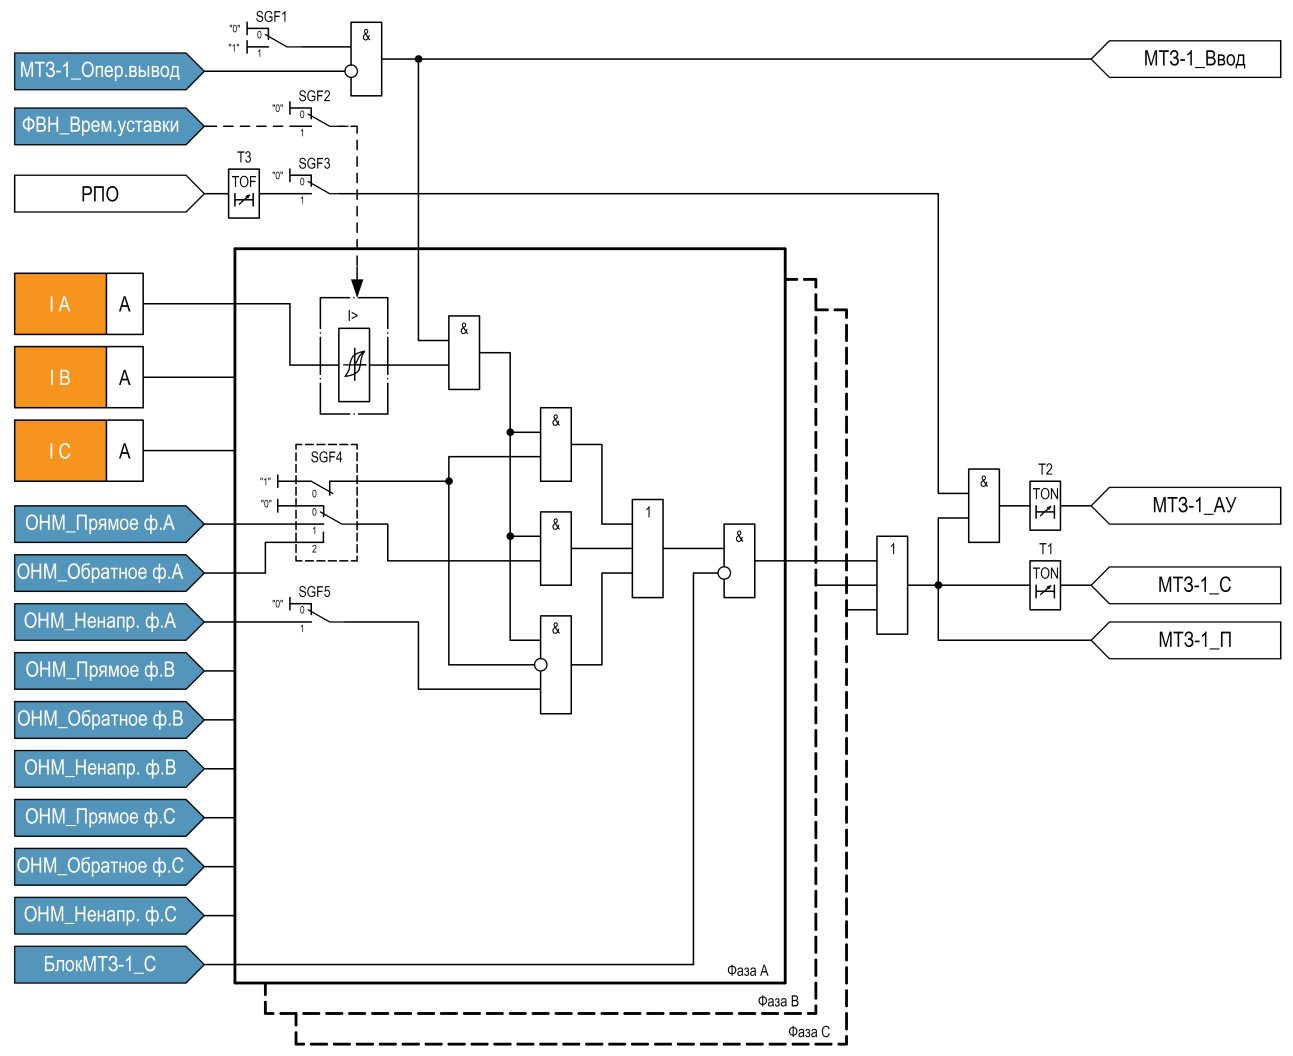 SGF1
"0"
0
"1"
1
&
МТЗ-1_Опер.вывод
МТЗ-1_Ввод
SGF2
"0"
0
1
ФВН_Врем.уставки
T3
TOF
SGF3
"0"
0
1
РПО
I A
A
I B
A
I C
A
I>
&
&
SGF4
"1"
0
"0"
0
1
2
ОНМ_Прямое ф.А
ОНМ_Обратное ф.А
&
1
&
SGF5
"0"
0
1
ОНМ_Ненапр. ф.А
&
1
&
T2
TON
МТЗ-1_АУ
T1
TON
МТЗ-1_С
МТЗ-1_П
ОНМ_Прямое ф.В
ОНМ_Обратное ф.В
ОНМ_Ненапр. ф.В
ОНМ_Прямое ф.С
ОНМ_Обратное ф.С
ОНМ_Ненапр. ф.С
БлокМТЗ-1_С
Фаза А
Фаза В
Фаза С